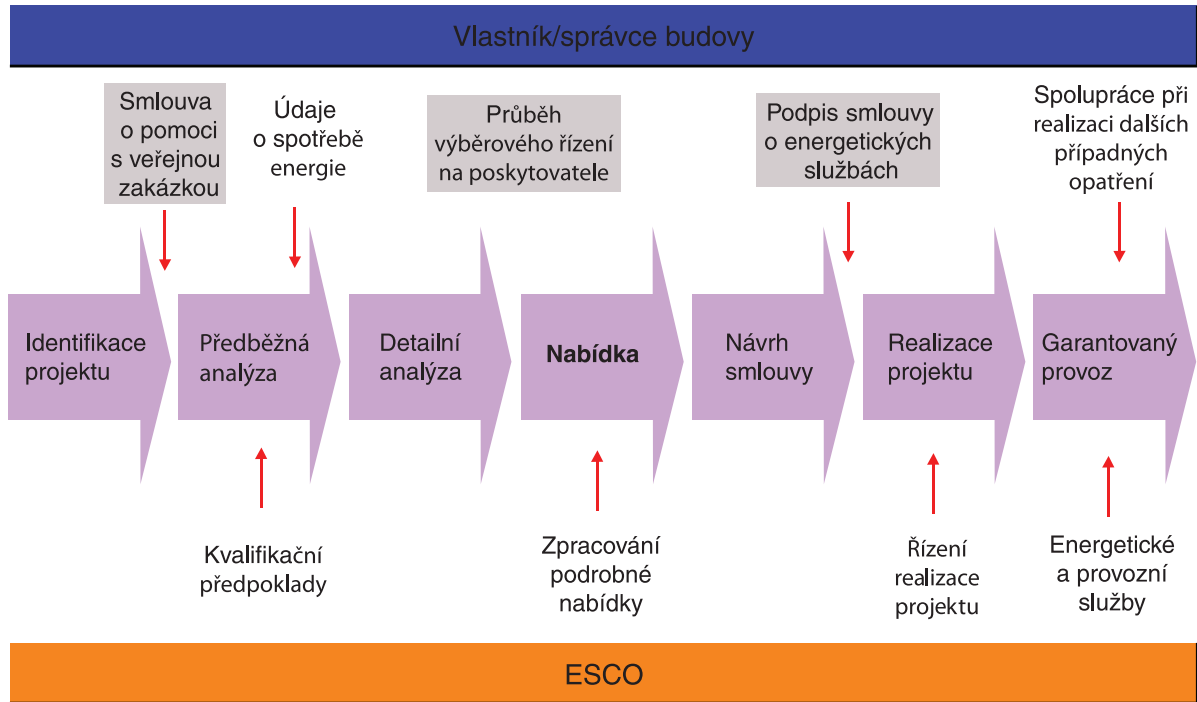 Vlastník/správce budovy
Smlouva
o pomoci
s veřejnou
zakázkou
Údaje
o spotřebě
energie
Průběh
výběrového řízení
na poskytovatele
Podpis smlouvy
o energetických
službách
Spolupráce při
realizaci dalších
případných
opatření
Identifikace
projektu
Předběžná
analýza
Detailní
analýza
Nabídka
Návrh
smlouvy
Realizace
projektu
Garantovaný
provoz
Kvalifikační
předpoklady
Zpracování
podrobné
nabídky
Řízení
realizace
projektu
Energetické
a provozní
služby
ESCO